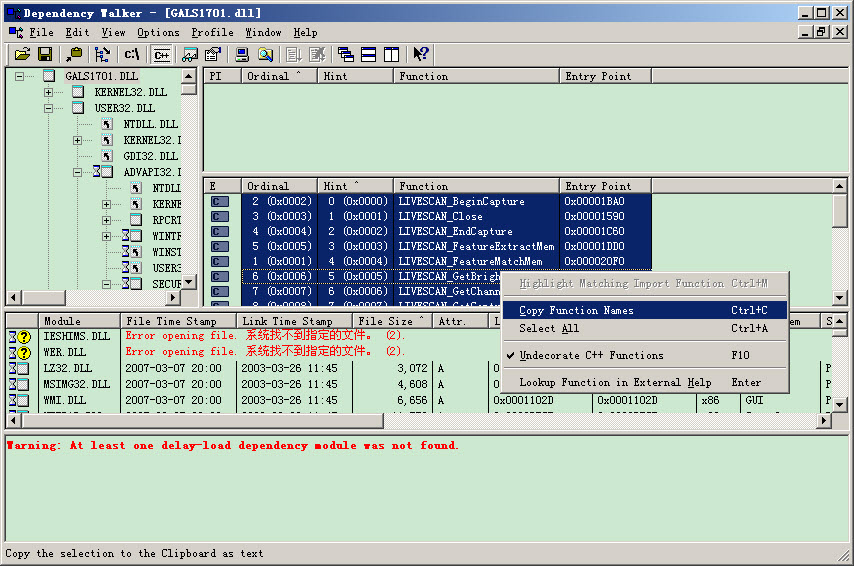 Dependency Walker - [GALS1701.dll]
File Edit View Options Profile Window Help
c:\ C++
GALS1701.DLL
KERNEL32.DLL
USER32.DLL
NTDLL.DLL
KERNEL32.D
GDI32.DLL
ADVAPI32.D
NTDLL
KERNE
RPCRT
WINTR
WINST
USER3
SECUR
PI Ordinal ^ Hint Function Entry Point
E Ordinal Hint ^ Function Entry Point
C 2 (0x0002) 0 (0x0000) LIVESCAN_BeginCapture 0x00001BA0
C 3 (0x0003) 1 (0x0001) LIVESCAN_Close 0x00001590
C 4 (0x0004) 2 (0x0002) LIVESCAN_EndCapture 0x00001C60
C 5 (0x0005) 3 (0x0003) LIVESCAN_FeatureExtractMem 0x00001DD0
C 1 (0x0001) 4 (0x0004) LIVESCAN_FeatureMatchMem 0x000020F0
C 6 (0x0006) 5 (0x0005) LIVESCAN_GetBrigh
C 7 (0x0007) 6 (0x0006) LIVESCAN_GetChann
C 8 (0x0008) 7 (0x0007)
Highlight Matching Import Function Ctrl+M
Copy Function Names Ctrl+C
Select All Ctrl+A
Undecorate C++ Functions F10
Lookup Function in External Help Enter
Module File Time Stamp Link Time Stamp File Size ^ Attr. L
IESHIMS.DLL Error opening file. 系统找不到指定的文件。 (2).
WER.DLL Error opening file. 系统找不到指定的文件。 (2).
LZ32.DLL 2007-03-07 20:00 2003-03-26 11:45 3,072 A
MSIMG32.DLL 2007-03-07 20:00 2003-03-26 11:45 4,608 A
WMI.DLL 2007-03-07 20:00 2003-03-26 11:45 6,656 A 0x0001102D 0x0001102D x86 GUI
Warning: At least one delay-load dependency module was not found.
Copy the selection to the Clipboard as text